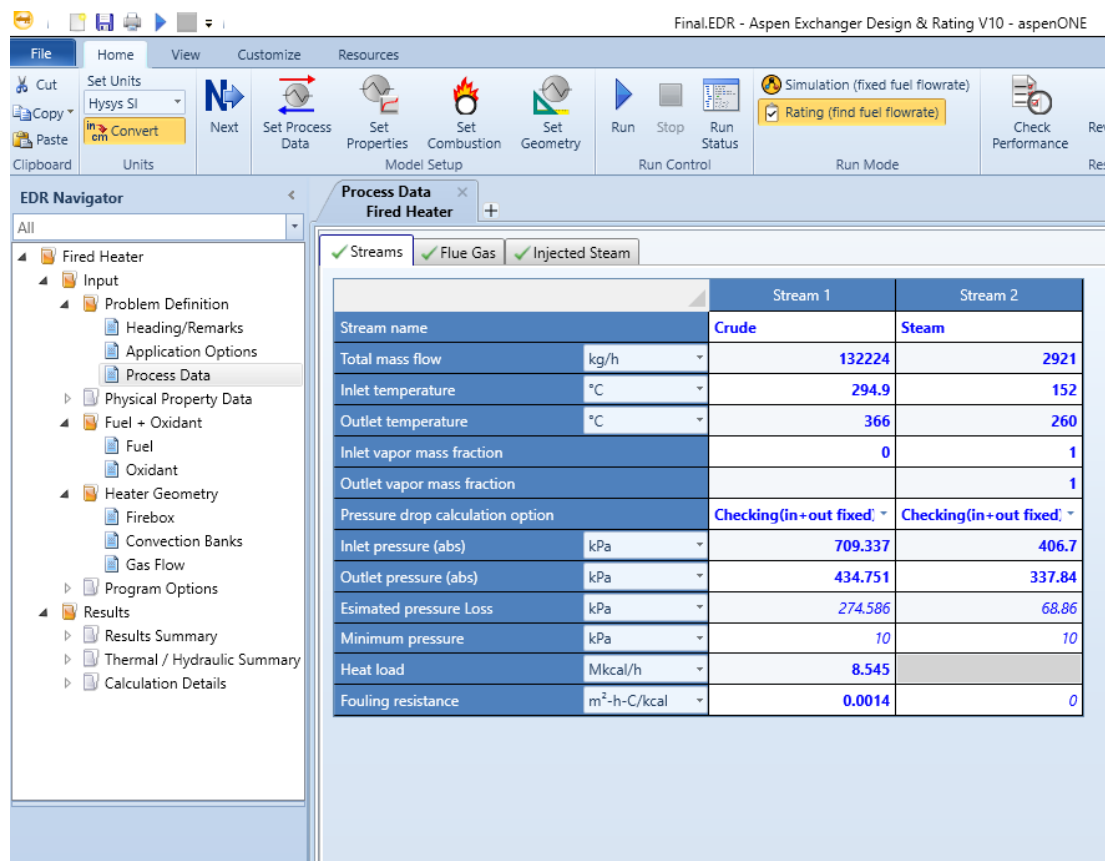 Final.EDR - Aspen Exchanger Design & Rating V10 - aspenONE
File Home View Customize Resources
Cut
Copy
Paste
Clipboard
Set Units
Hysys SI
in cm Convert
Units
Next
Set Process Data
Set Properties
Set Combustion
Set Geometry
Model Setup
Run
Stop
Run Status
Run Control
Simulation (fixed fuel flowrate)
Rating (find fuel flowrate)
Run Mode
Check Performance
Re
Res
EDR Navigator
All
Fired Heater
Input
Problem Definition
Heading/Remarks
Application Options
Process Data
Physical Property Data
Fuel + Oxidant
Fuel
Oxidant
Heater Geometry
Firebox
Convection Banks
Gas Flow
Program Options
Results
Results Summary
Thermal / Hydraulic Summary
Calculation Details
Process Data
Fired Heater
Streams Flue Gas Injected Steam
Stream 1 Stream 2
Stream name Crude Steam
Total mass flow kg/h 132224 2921
Inlet temperature °C 294.9 152
Outlet temperature °C 366 260
Inlet vapor mass fraction 0 1
Outlet vapor mass fraction 1
Pressure drop calculation option Checking(in+out fixed) Checking(in+out fixed)
Inlet pressure (abs) kPa 709.337 406.7
Outlet pressure (abs) kPa 434.751 337.84
Esimated pressure Loss kPa 274.586 68.86
Minimum pressure kPa 10 10
Heat load Mkcal/h 8.545
Fouling resistance m²-h-C/kcal 0.0014 0